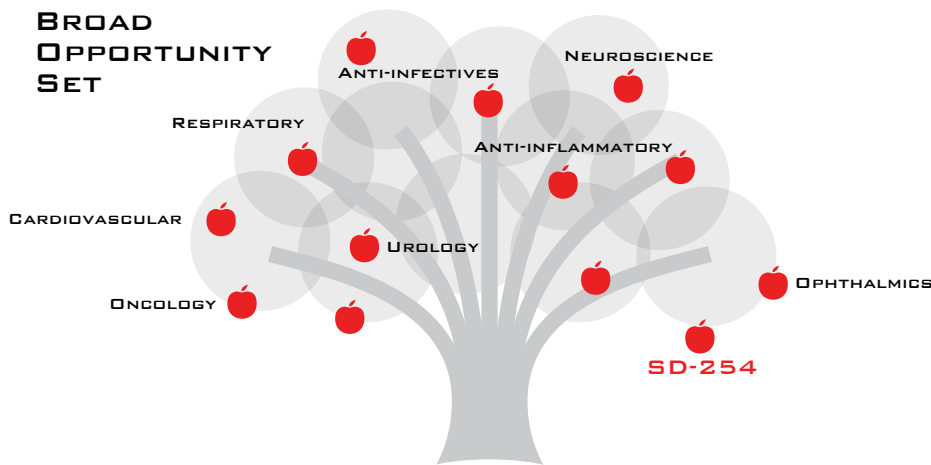 BROAD
OPPORTUNITY
SET
NEUROSCIENCE
ANTI-INFECTIVES
RESPIRATORY
ANTI-INFLAMMATORY
CARDIOVASCULAR
UROLOGY
OPHTHALMICS
ONCOLOGY
SD-254